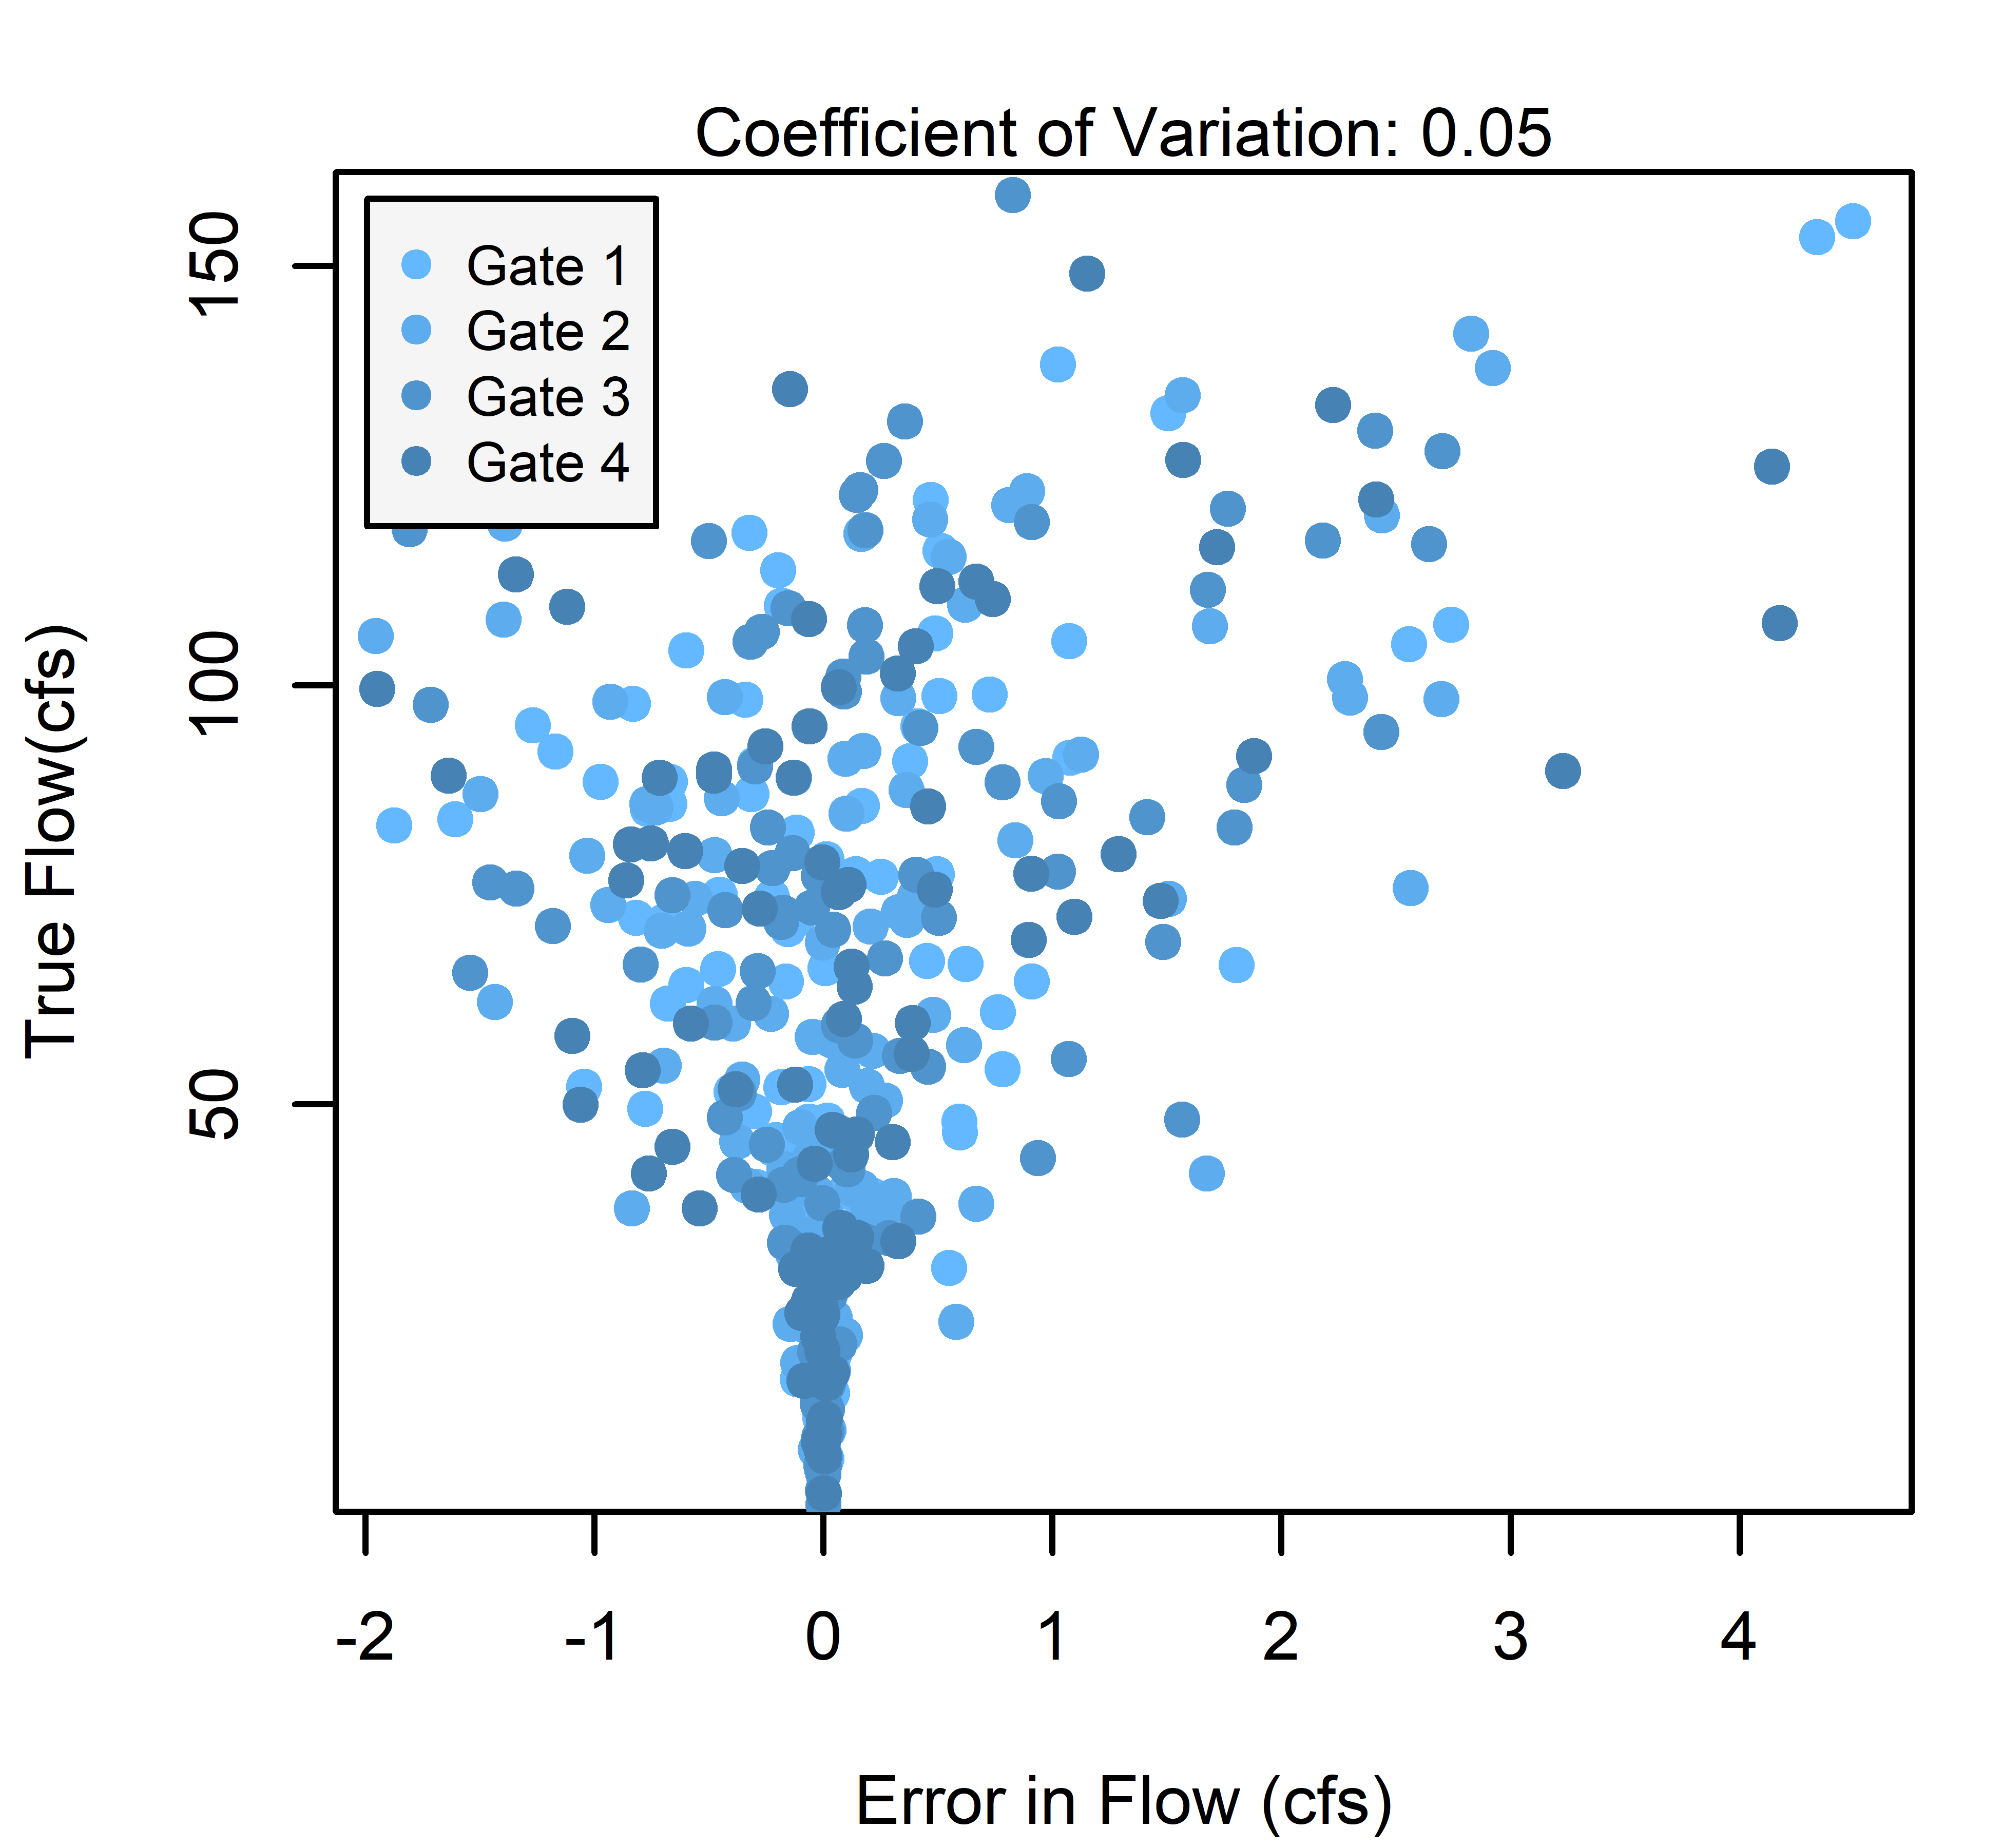 Coefficient of Variation: 0.05
Gate 1
Gate 2
Gate 3
Gate 4
150
100
50
True Flow(cfs)
-2 -1 0 1 2 3 4
Error in Flow (cfs)